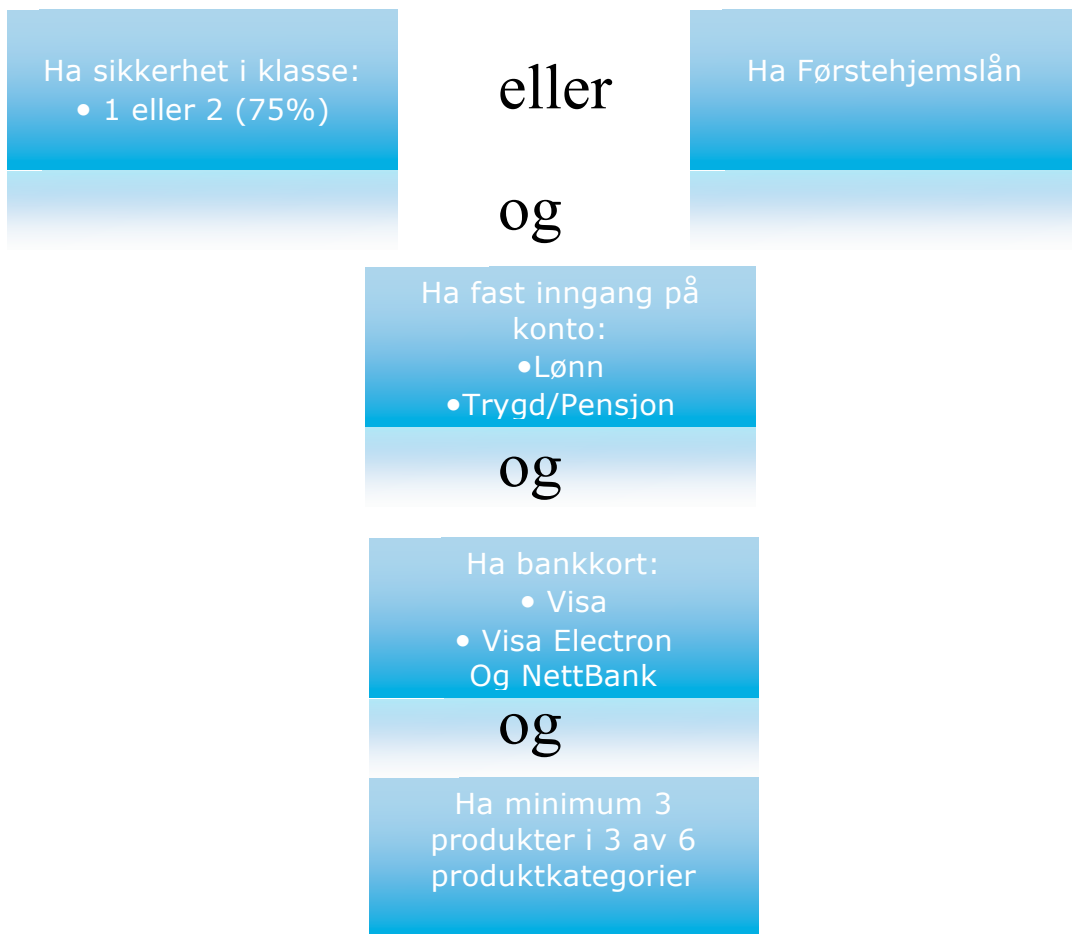 Ha sikkerhet i klasse:
• 1 eller 2 (75%)
eller
Ha Førstehjemslån
og
Ha fast inngang på
konto:
•Lønn
•Trygd/Pensjon
og
Ha bankkort:
• Visa
• Visa Electron
Og NettBank
og
Ha minimum 3
produkter i 3 av 6
produktkategorier